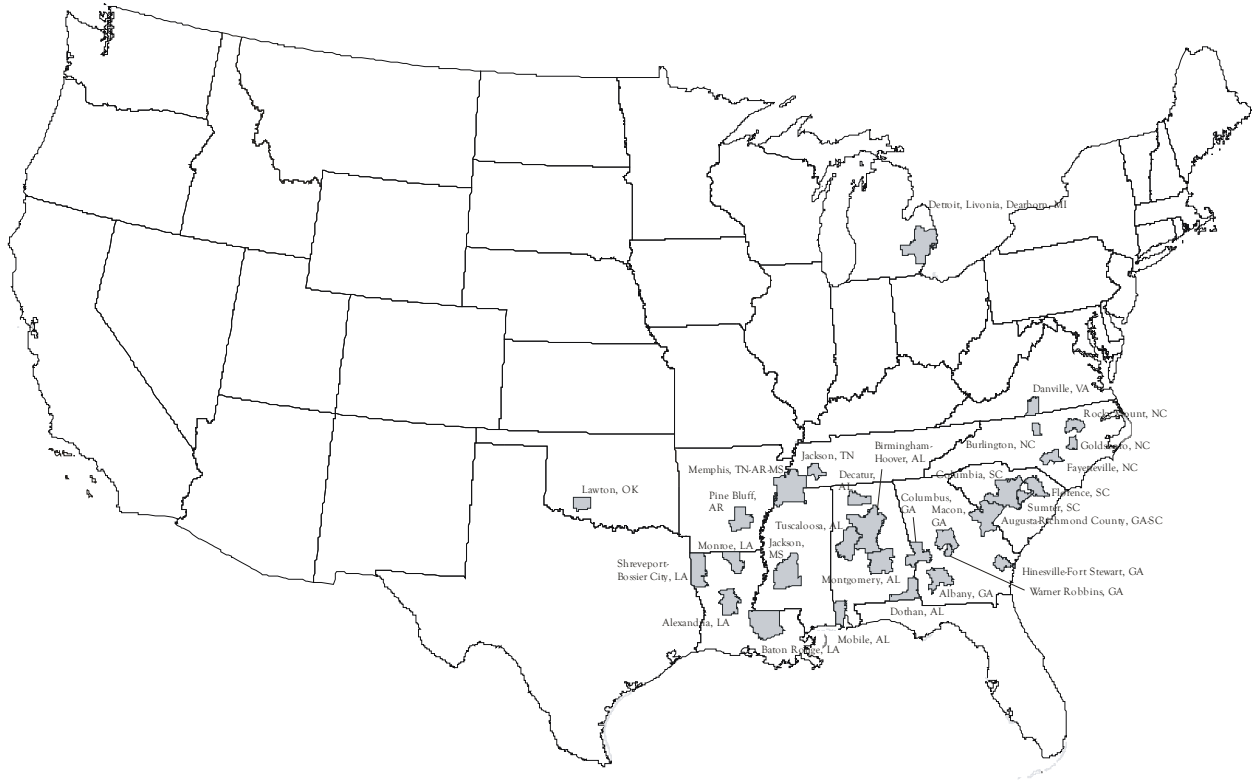 Detroit, Livonia, Dearborn, MI
Danville, VA
Rocky Mount, NC
Burlington, NC
Goldsboro, NC
Fayetteville, NC
Birmingham-
Hoover, AL
Jackson, TN
Memphis, TN-AR-MS
Decatur,
AL
Columbia, SC
Lawton, OK
Pine Bluff,
AR
Columbus,
GA
Macon,
GA
Florence, SC
Sumter, SC
Augusta-Richmond County, GA-SC
Tuscaloosa, AL
Monroe, LA
Jackson,
MS
Shreveport-
Bossier City, LA
Montgomery, AL
Hinesville-Fort Stewart, GA
Warner Robbins, GA
Albany, GA
Dothan, AL
Alexandria, LA
Mobile, AL
Baton Rouge, LA